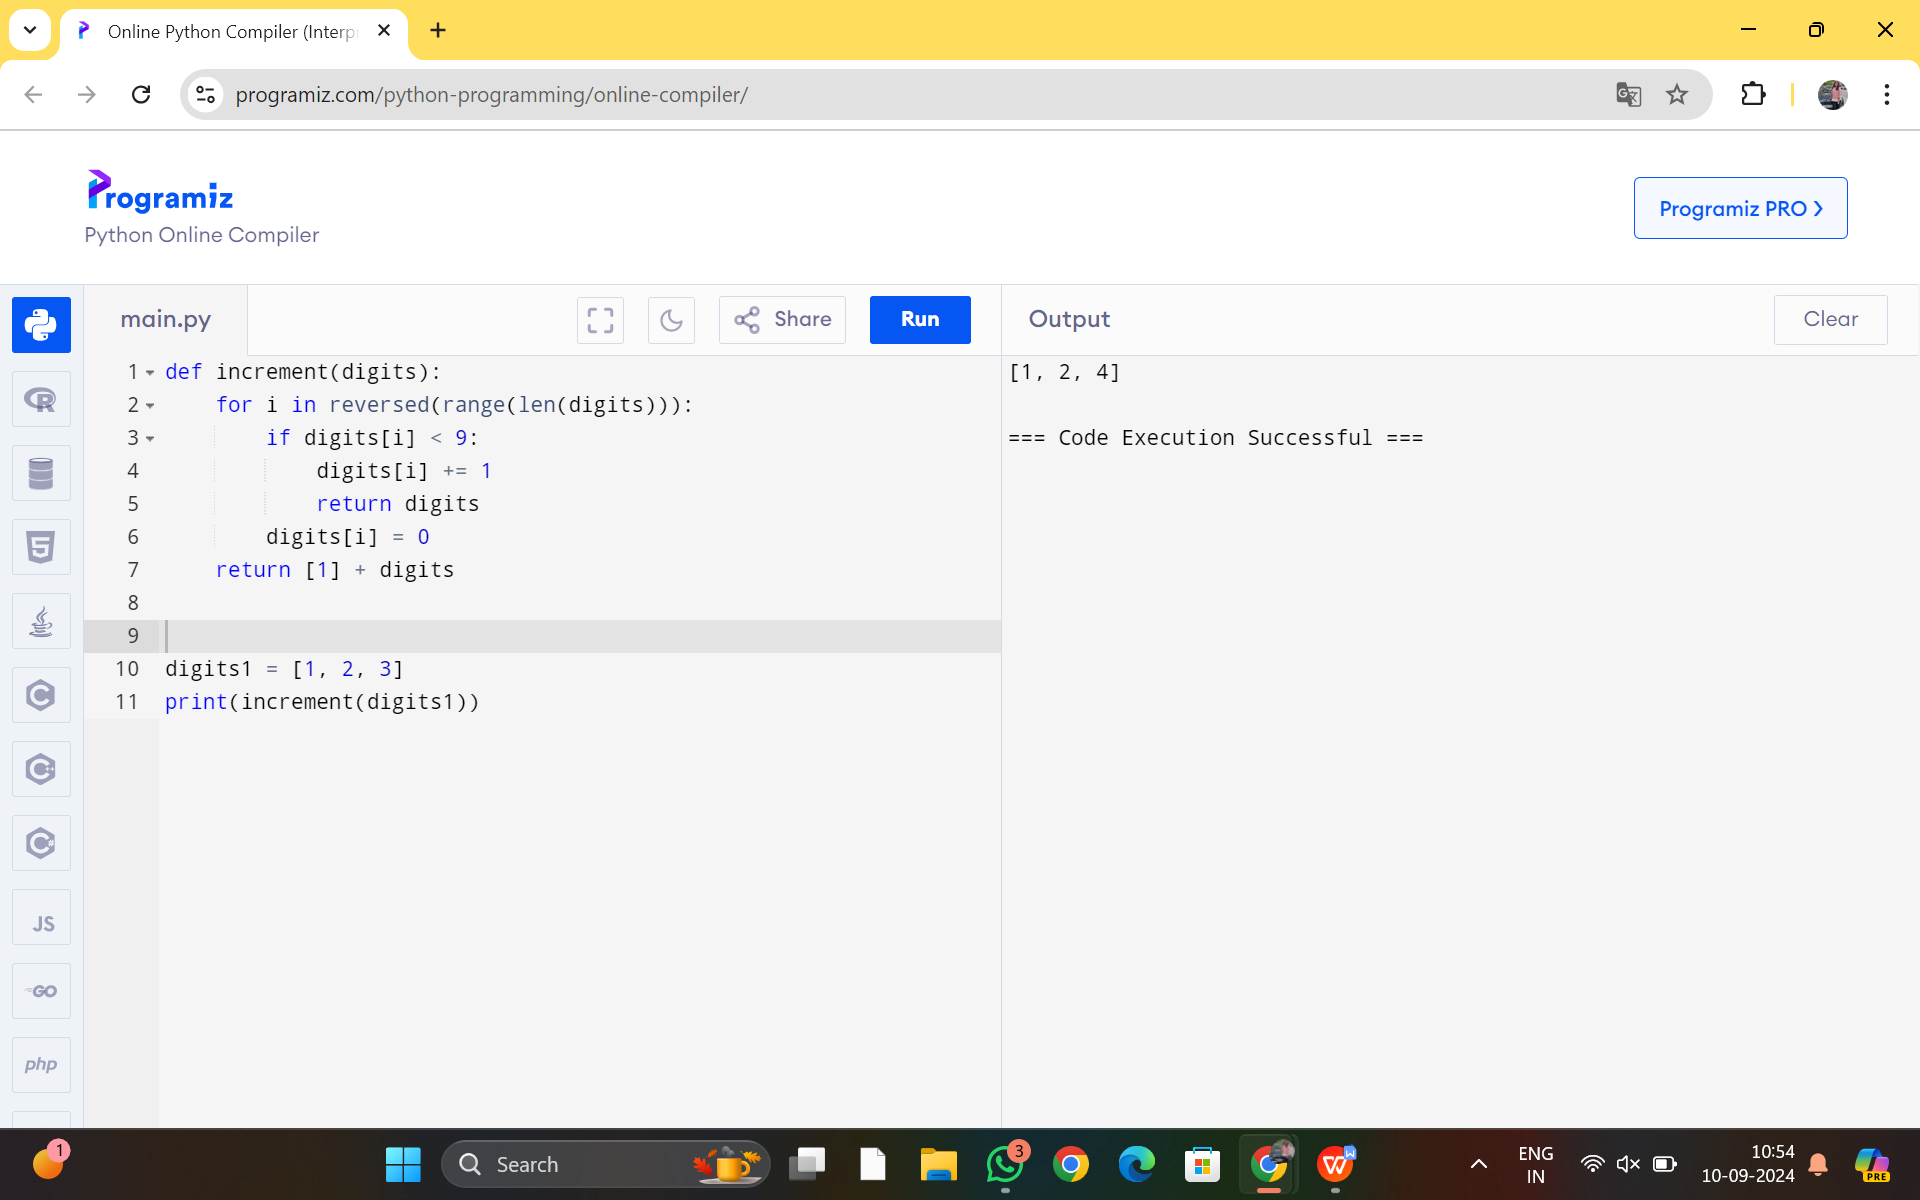 Online Python Compiler (Interp
programiz.com/python-programming/online-compiler/
Programiz
Python Online Compiler
Programiz PRO
main.py
Share
Run
Output
Clear
1 def increment(digits):
2     for i in reversed(range(len(digits))):
3         if digits[i] < 9:
4             digits[i] += 1
5             return digits
6         digits[i] = 0
7     return [1] + digits
8
9
10 digits1 = [1, 2, 3]
11 print(increment(digits1))
[1, 2, 4]
=== Code Execution Successful ===
JS
GO
php
1
Search
3
ENG
IN
10:54
10-09-2024
PRE